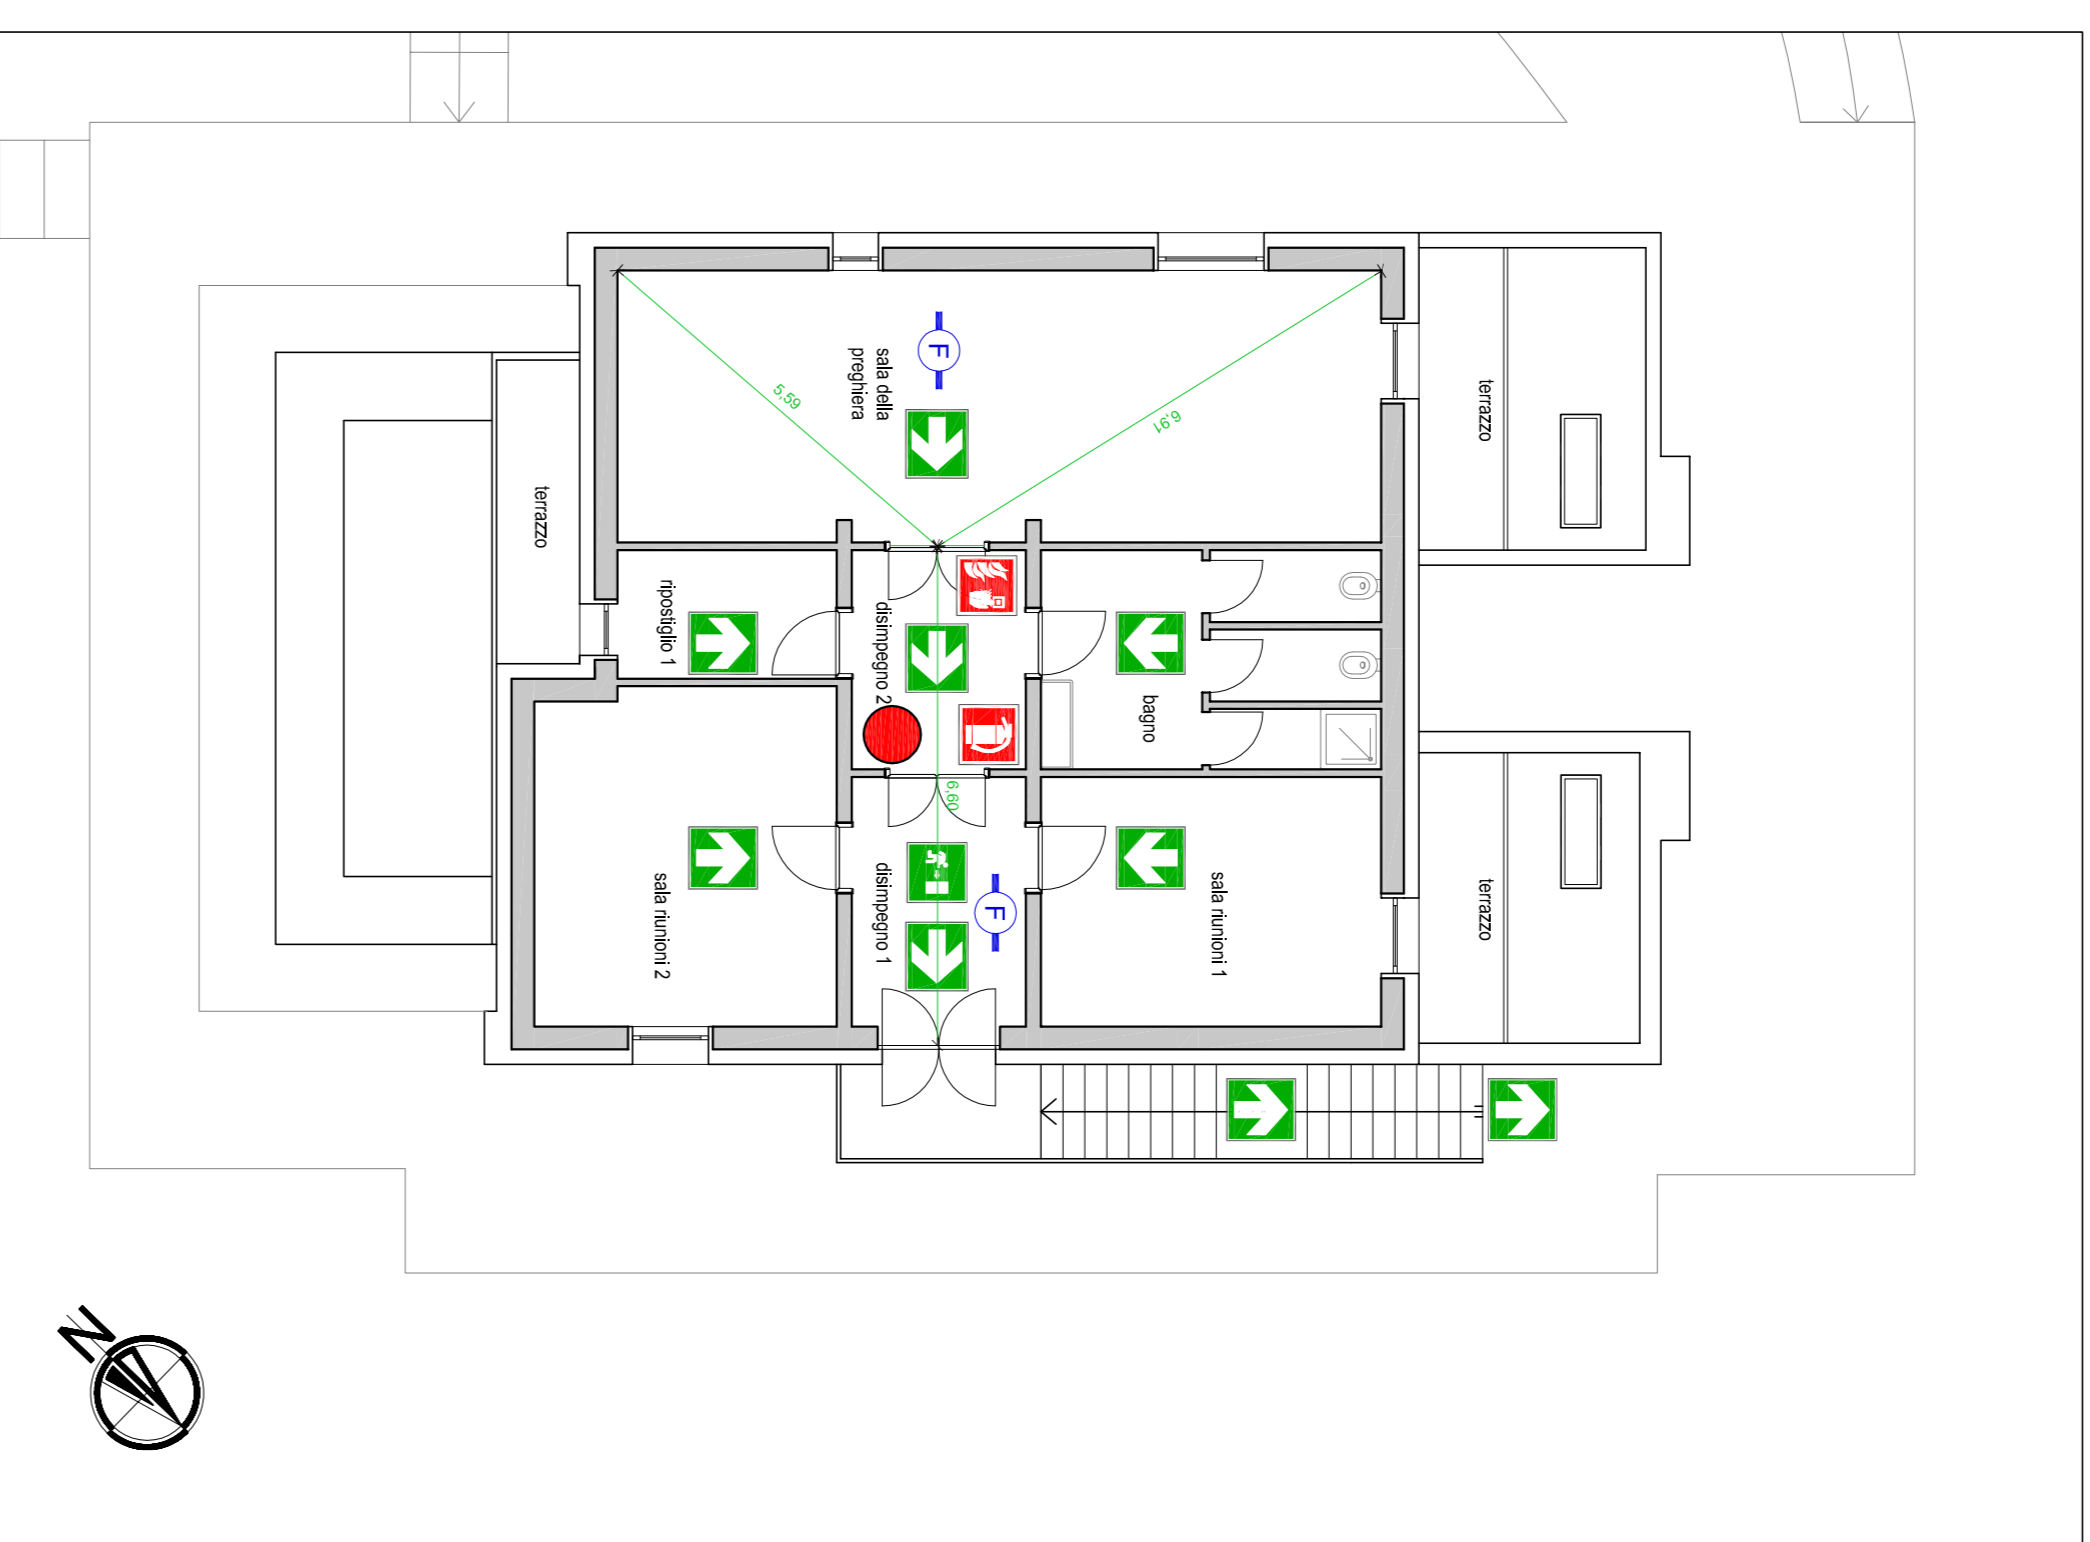 sala della
preghiera
F
5,59
6,91
terrazzo
terrazzo
ripostiglio 1
disimpegno 2
bagno
6,60
sala riunioni 2
disimpegno 1
F
sala riunioni 1
terrazzo
N